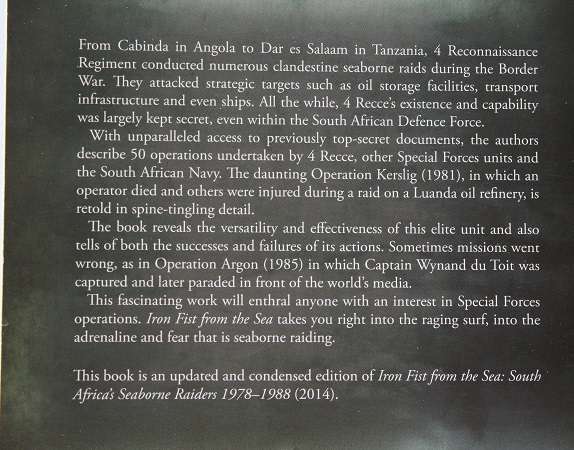 From Cabinda in Angola to Dar es Salaam in Tanzania, 4 Reconnaissance
Regiment conducted numerous clandestine seaborne raids during the Border
War. They attacked strategic targets such as oil storage facilities, transport
infrastructure and even ships. All the while, 4 Recce's existence and capability
was largely kept secret, even within the South African Defence Force.
With unparalleled access to previously top-secret documents, the authors
describe 50 operations undertaken by 4 Recce, other Special Forces units and
the South African Navy. The daunting Operation Kerslig (1981), in which an
operator died and others were injured during a raid on a Luanda oil refinery, is
retold in spine-tingling detail.
The book reveals the versatility and effectiveness of this elite unit and also
tells of both the successes and failures of its actions. Sometimes missions went
wrong, as in Operation Argon (1985) in which Captain Wynand du Toit was
captured and later paraded in front of the world's media.
This fascinating work will enthral anyone with an interest in Special Forces
operations. Iron Fist from the Sea takes you right into the raging surf, into the
adrenaline and fear that is seaborne raiding.
This book is an updated and condensed edition of Iron Fist from the Sea: South
Africa's Seaborne Raiders 1978–1988 (2014).